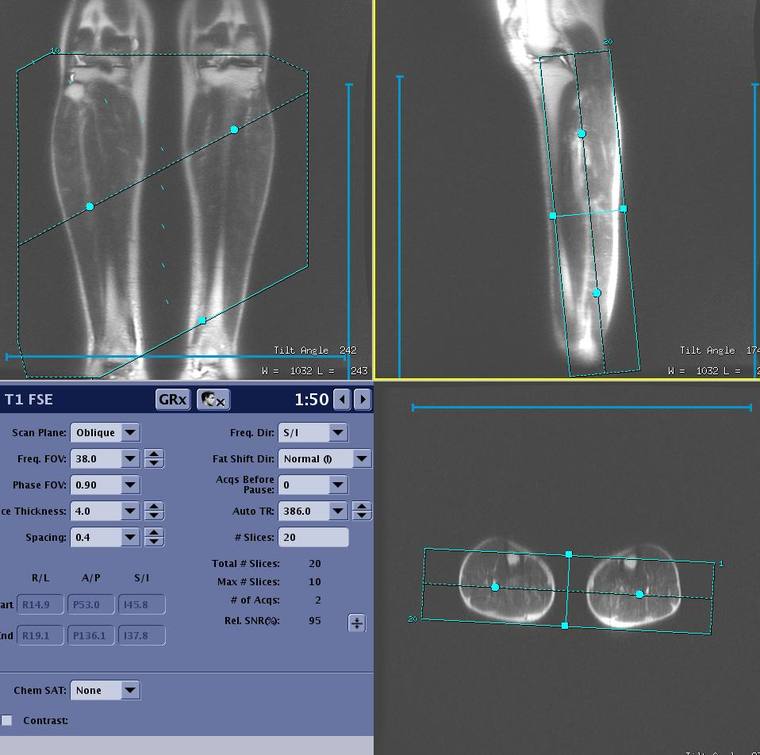 10
Tilt Angle 242
W = 1032 L = 243
20
Tilt Angle 174
W = 1032 L =
T1 FSE GRx 1:50
Scan Plane: Oblique Freq. Dir: S/I
Freq. FOV: 38.0 Fat Shift Dir: Normal (I)
Phase FOV: 0.90 Acqs Before
Pause: 0
ce Thickness: 4.0 Auto TR: 386.0
Spacing: 0.4 # Slices: 20
Total # Slices: 20
R/L A/P S/I Max # Slices: 10
art R14.9 P53.0 I45.8 # of Acqs: 2
nd R19.1 P136.1 I37.8 Rel. SNR(%): 95
Chem SAT: None
Contrast:
1
20